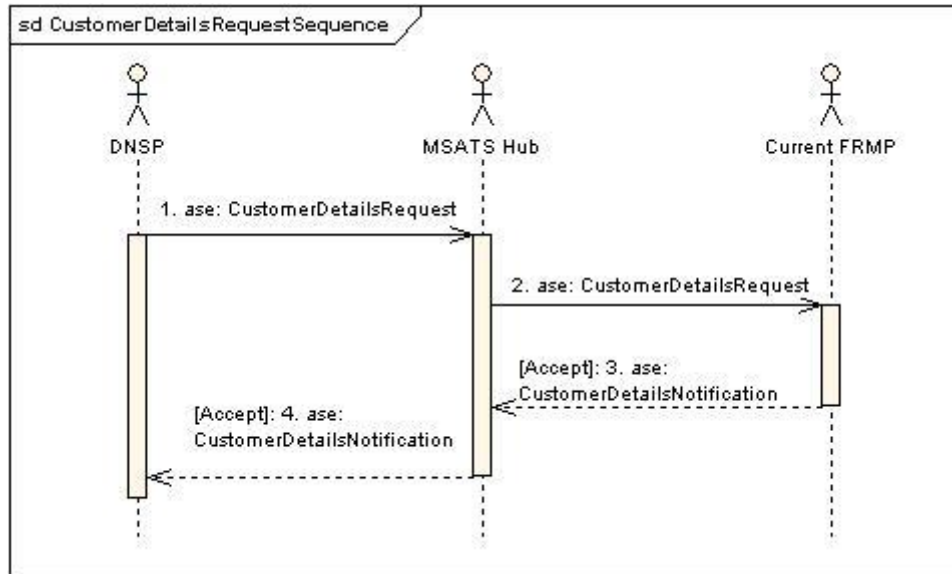 sd CustomerDetailsRequestSequence
DNSP
MSATS Hub
Current FRMP
1. ase: CustomerDetailsRequest
2. ase: CustomerDetailsRequest
[Accept]: 3. ase:
CustomerDetailsNotification
[Accept]: 4. ase:
CustomerDetailsNotification